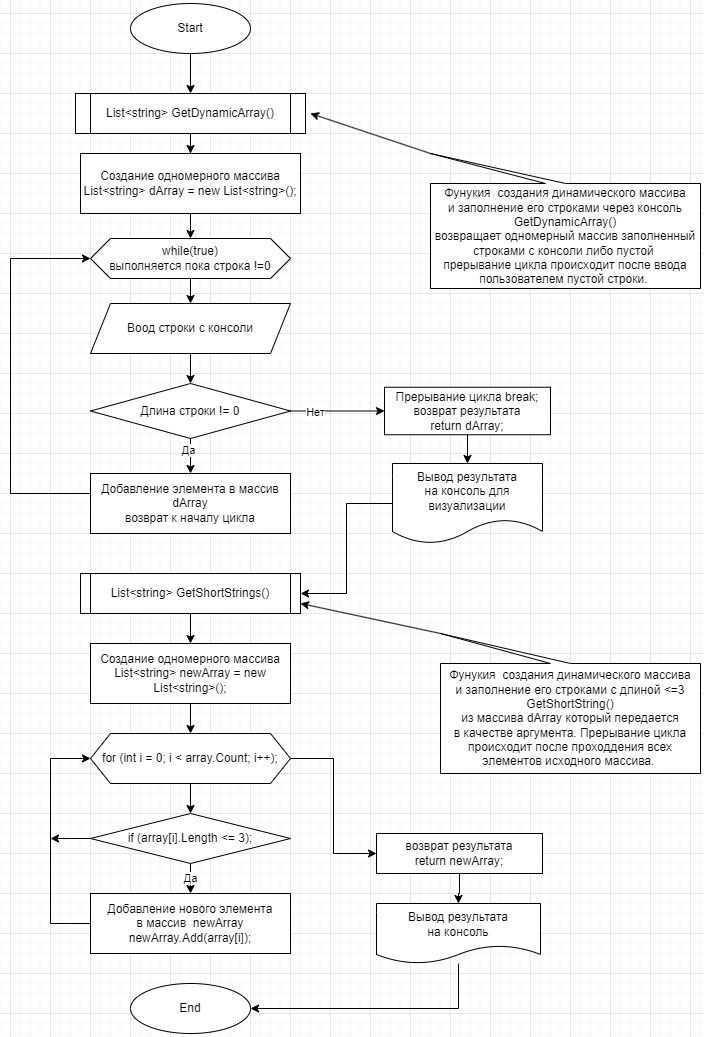 Start
List<string> GetDynamicArray()
Создание одномерного массива
List<string> dArray = new List<string>();
Фунукия  создания динамического массива
и заполнение его строками через консоль
GetDynamicArray()
возвращает одномерный массив заполненный
строками с консоли либо пустой
прерывание цикла происходит после ввода
пользователем пустой строки.
while(true)
выполняется пока строка !=0
Воод строки с консоли
Длина строки != 0
Нет
Прерывание цикла break;
возврат результата
return dArray;
Да
Добавление элемента в массив
dArray
возврат к началу цикла
Вывод результата
на консоль для
визуализации
List<string> GetShortStrings()
Создание одномерного массива
List<string> newArray = new
List<string>();
Фунукия  создания динамического массива
и заполнение его строками с длиной <=3
GetShortString()
из массива dArray который передается
в качестве аргумента. Прерывание цикла
происходит после проходдения всех
элементов исходного массива.
for (int i = 0; i < array.Count; i++);
if (array[i].Length <= 3);
возврат результата
return newArray;
Да
Добавление нового элемента
в массив  newArray
newArray.Add(array[i]);
Вывод результата
на консоль
End